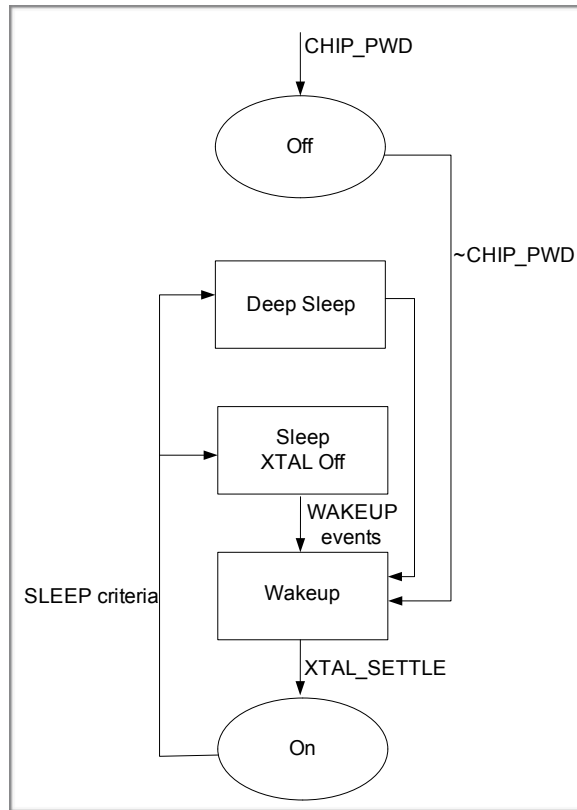 CHIP_PWD
Off
~CHIP_PWD
Deep Sleep
Sleep
XTAL Off
WAKEUP
events
SLEEP criteria
Wakeup
XTAL_SETTLE
On